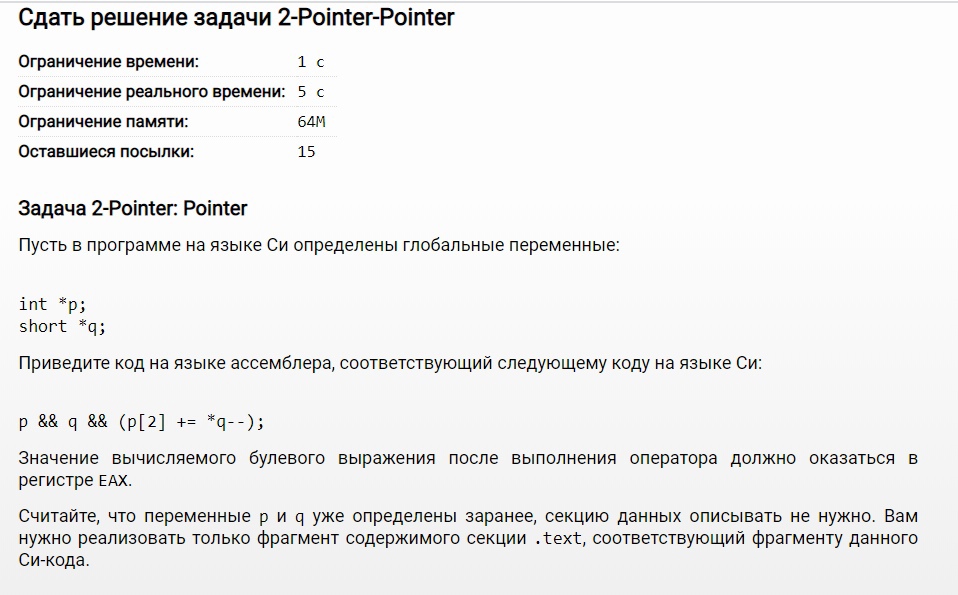 Сдать решение задачи 2-Pointer-Pointer
Ограничение времени: 1 с
Ограничение реального времени: 5 с
Ограничение памяти: 64M
Оставшиеся посылки: 15
Задача 2-Pointer: Pointer
Пусть в программе на языке Си определены глобальные переменные:
int *p;
short *q;
Приведите код на языке ассемблера, соответствующий следующему коду на языке Си:
p && q && (p[2] += *q--);
Значение вычисляемого булевого выражения после выполнения оператора должно оказаться в
регистре EAX.
Считайте, что переменные p и q уже определены заранее, секцию данных описывать не нужно. Вам
нужно реализовать только фрагмент содержимого секции .text, соответствующий фрагменту данного
Си-кода.